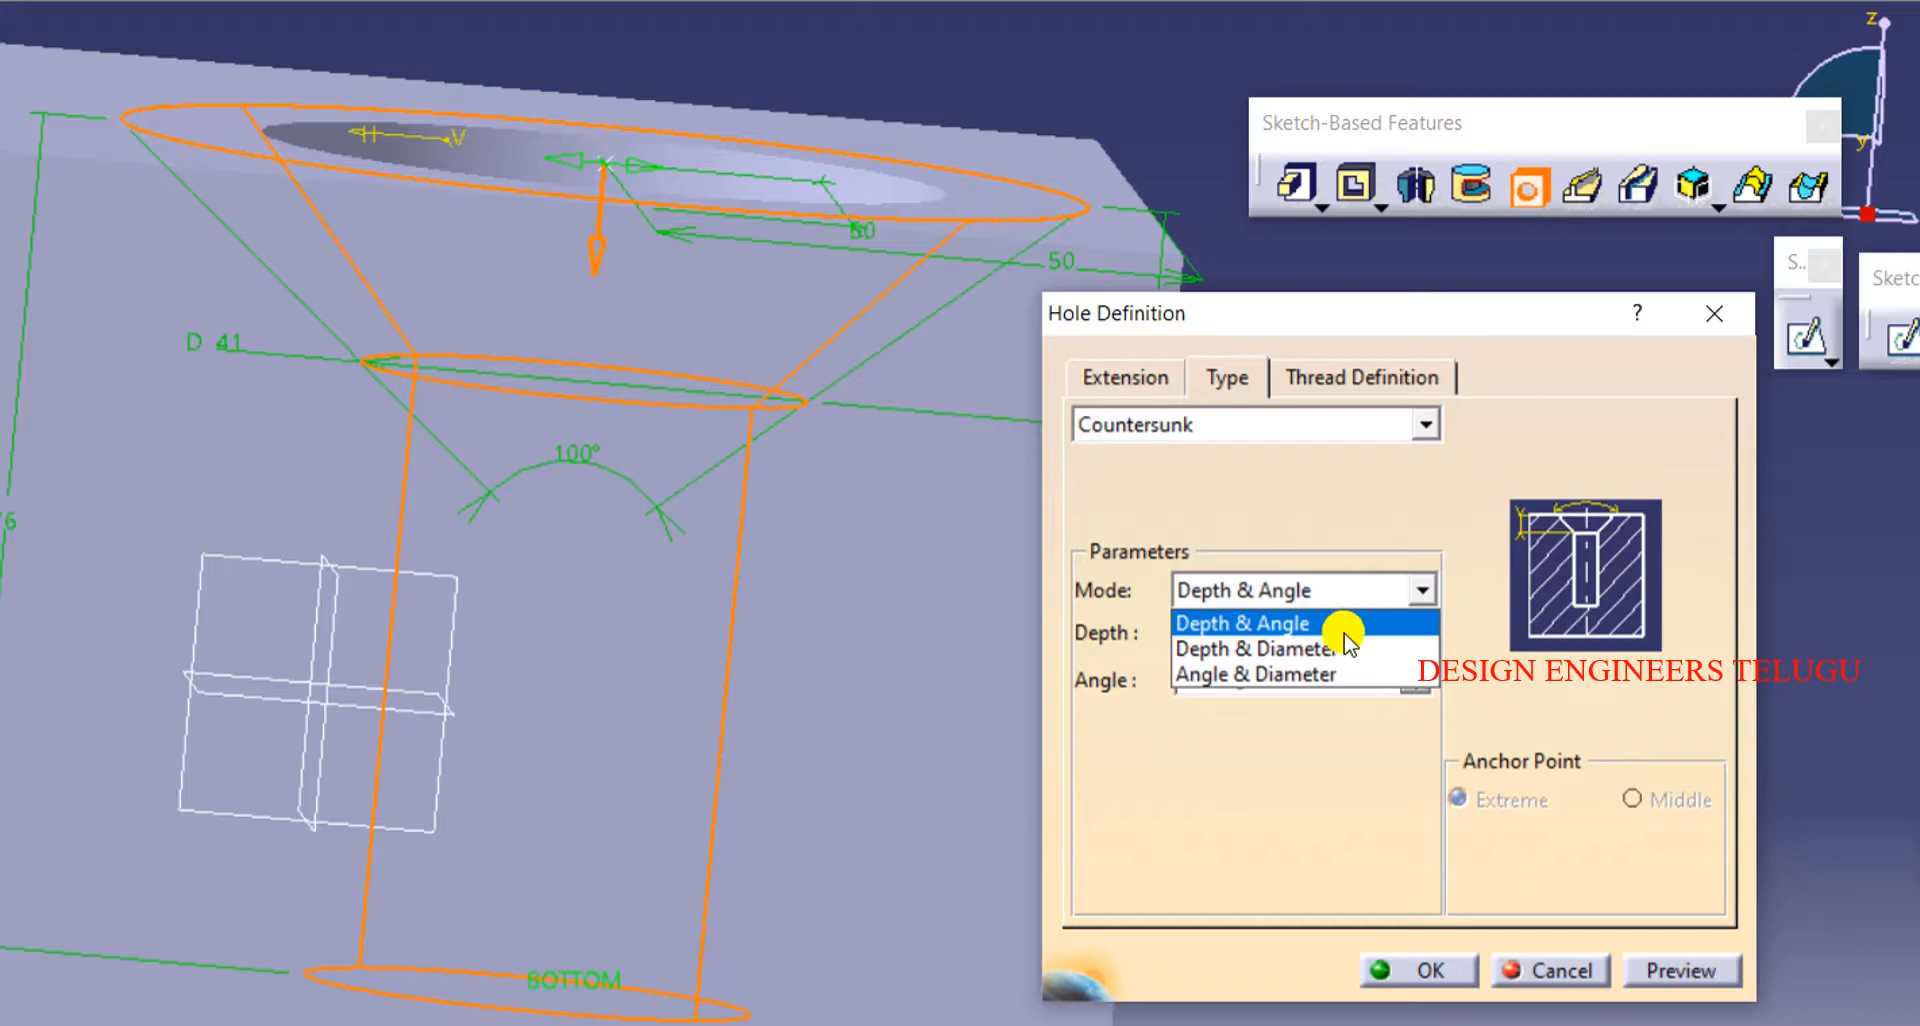 z
Sketch-Based Features
y
V
50
50
S..
Sketc
Hole Definition
?
D 41
Extension
Type
Thread Definition
Countersunk
100°
6
Parameters
Mode:
Depth & Angle
Depth :
Depth & Angle
Depth & Diameter
Angle :
Angle & Diameter
DESIGN ENGINEERS TELUGU
Anchor Point
Extreme
Middle
BOTTOM
OK
Cancel
Preview